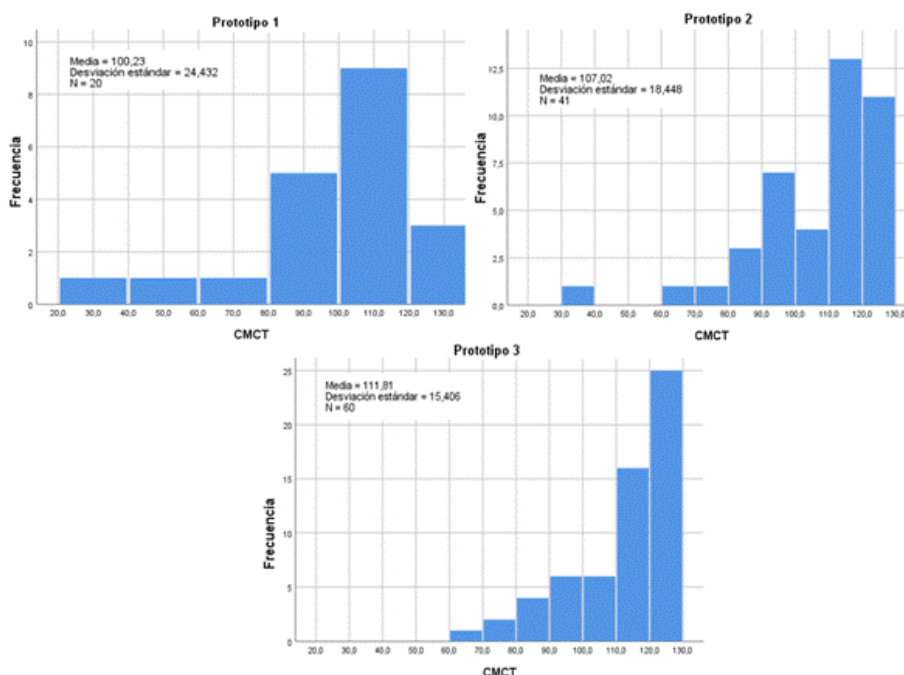 Prototipo 1
10
8
6
4
2
0
Frecuencia
Media = 100,23
Desviación estándar = 24,432
N = 20
20,0 30,0 40,0 50,0 60,0 70,0 80,0 90,0 100,0 110,0 120,0 130,0
CMCT
Prototipo 2
12,5
10,0
7,5
5,0
2,5
0,0
Frecuencia
Media = 107,02
Desviación estándar = 18,448
N = 41
20,0 30,0 40,0 50,0 60,0 70,0 80,0 90,0 100,0 110,0 120,0 130,0
CMCT
Prototipo 3
25
20
15
10
5
0
Frecuencia
Media = 111,81
Desviación estándar = 15,406
N = 60
20,0 30,0 40,0 50,0 60,0 70,0 80,0 90,0 100,0 110,0 120,0 130,0
CMCT